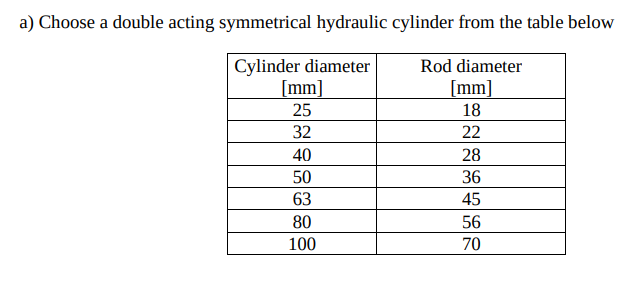 a) Choose a double acting symmetrical hydraulic cylinder from the table below
Cylinder diameter Rod diameter
[mm] [mm]
25 18
32 22
40 28
50 36
63 45
80 56
100 70